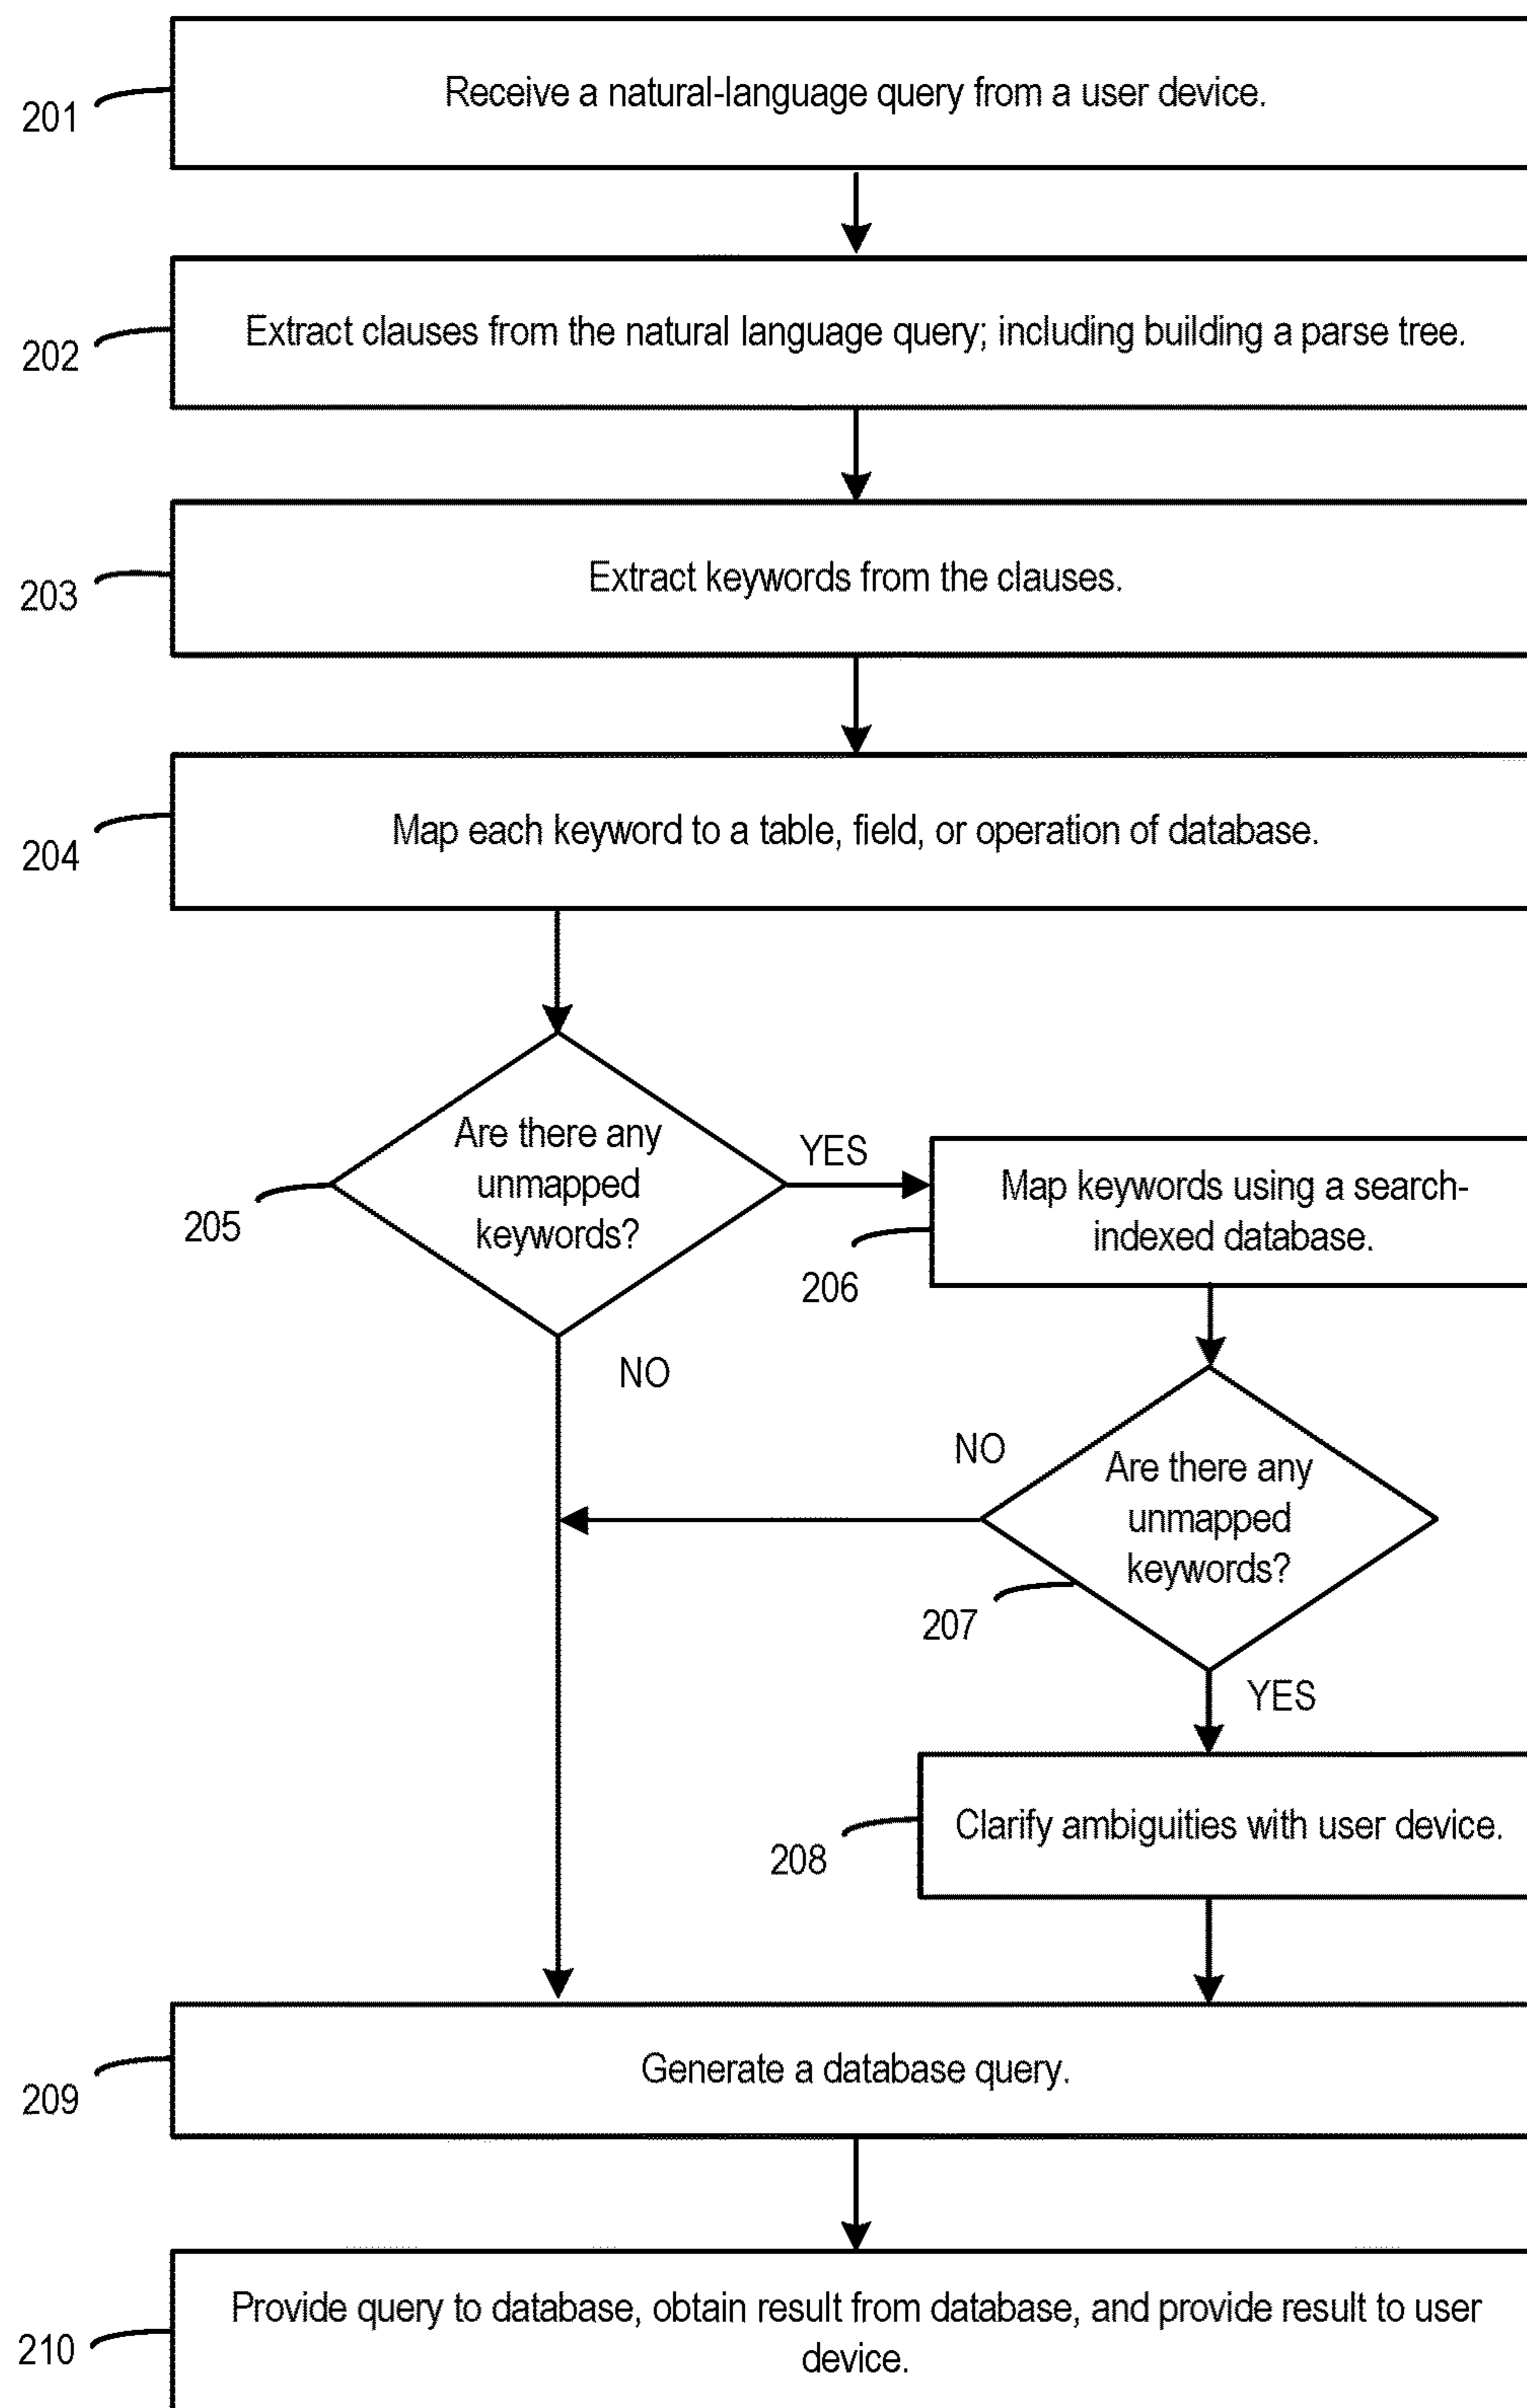 201
Receive a natural-language query from a user device.
202
Extract clauses from the natural language query; including building a parse tree.
203
Extract keywords from the clauses.
204
Map each keyword to a table, field, or operation of database.
205
Are there any
unmapped
keywords?
YES
NO
206
Map keywords using a search-
indexed database.
207
Are there any
unmapped
keywords?
NO
YES
208
Clarify ambiguities with user device.
209
Generate a database query.
210
Provide query to database, obtain result from database, and provide result to user
device.